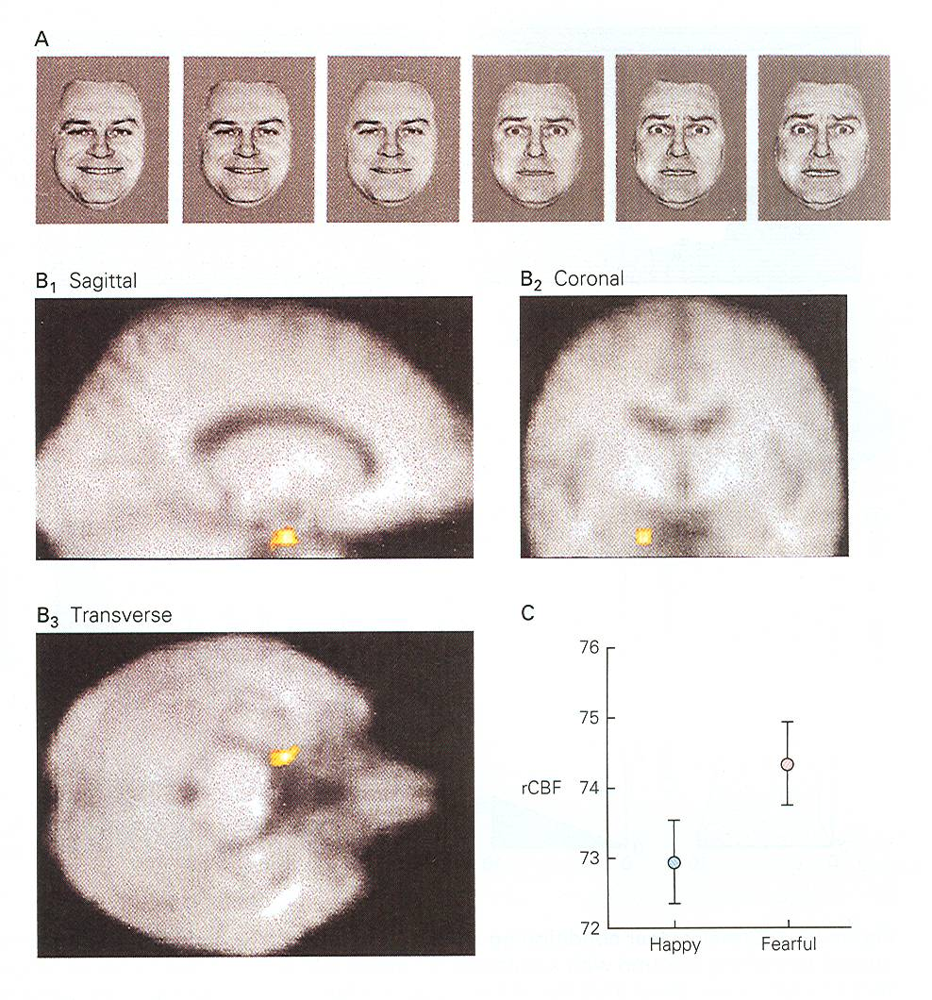 A
B1 Sagittal
B2 Coronal
B3 Transverse
C
76
75
74
73
72
rCBF
Happy
Fearful